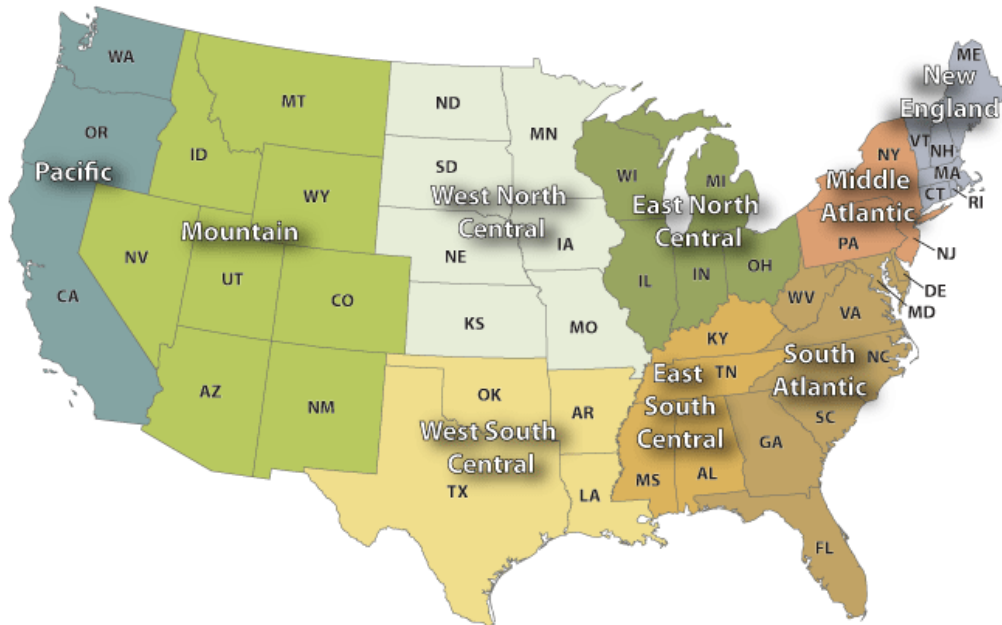 WA
OR
CA
Pacific
MT
ID
WY
NV
UT
CO
AZ
NM
Mountain
ND
SD
NE
KS
MN
IA
MO
West North
Central
OK
TX
AR
LA
West South
Central
WI
MI
IL
IN
OH
East North
Central
KY
TN
MS
AL
East
South
Central
WV
VA
MD
DE
NC
SC
GA
FL
South
Atlantic
NY
PA
NJ
Middle
Atlantic
ME
VT
NH
MA
CT
RI
New
England